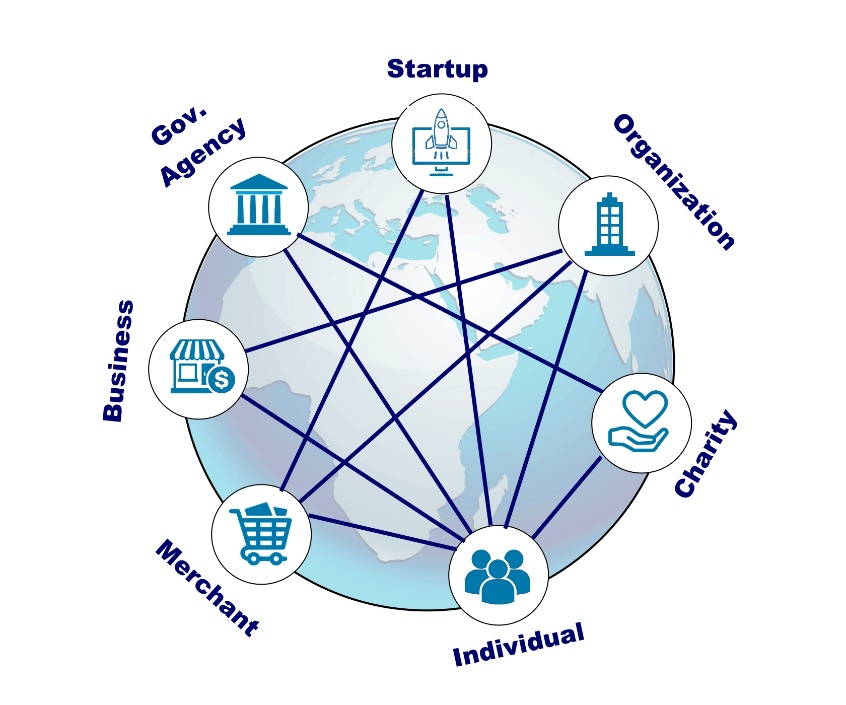 Startup
Gov.
Agency
Organization
Business
$
Charity
Merchant
Individual